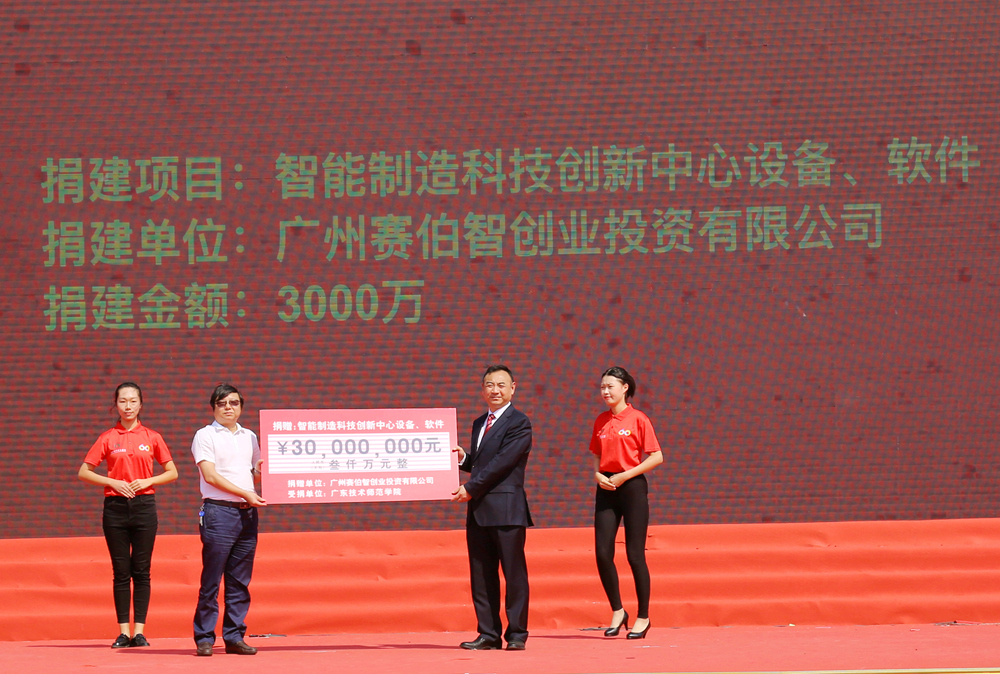 捐建项目：智能制造科技创新中心设备、软件
捐建单位：广州赛伯智创业投资有限公司
捐建金额：3000万
捐赠：智能制造科技创新中心设备、软件
¥30,000,000元
叁仟万元整
捐赠单位：广州赛伯智创业投资有限公司
受捐单位：广东技术师范学院